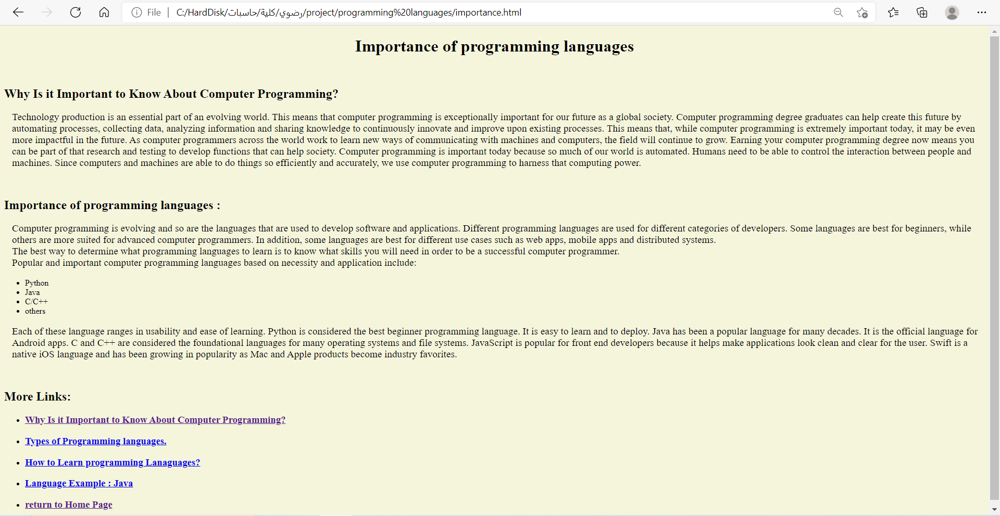 File | C:/HardDisk/رضوي/كلية/حاسبات/project/programming%20languages/importance.html
Importance of programming languages
Why Is it Important to Know About Computer Programming?
Technology production is an essential part of an evolving world. This means that computer programming is exceptionally important for our future as a global society. Computer programming degree graduates can help create this future by
automating processes, collecting data, analyzing information and sharing knowledge to continuously innovate and improve upon existing processes. This means that, while computer programming is extremely important today, it may be even
more impactful in the future. As computer programmers across the world work to learn new ways of communicating with machines and computers, the field will continue to grow. Earning your computer programming degree now means you
can be part of that research and testing to develop functions that can help society. Computer programming is important today because so much of our world is automated. Humans need to be able to control the interaction between people and
machines. Since computers and machines are able to do things so efficiently and accurately, we use computer programming to harness that computing power.
Importance of programming languages :
Computer programming is evolving and so are the languages that are used to develop software and applications. Different programming languages are used for different categories of developers. Some languages are best for beginners, while
others are more suited for advanced computer programmers. In addition, some languages are best for different use cases such as web apps, mobile apps and distributed systems.
The best way to determine what programming languages to learn is to know what skills you will need in order to be a successful computer programmer.
Popular and important computer programming languages based on necessity and application include:
• Python
• Java
• C/C++
• others
Each of these language ranges in usability and ease of learning. Python is considered the best beginner programming language. It is easy to learn and to deploy. Java has been a popular language for many decades. It is the official language for
Android apps. C and C++ are considered the foundational languages for many operating systems and file systems. JavaScript is popular for front end developers because it helps make applications look clean and clear for the user. Swift is a
native iOS language and has been growing in popularity as Mac and Apple products become industry favorites.
More Links:
• Why Is it Important to Know About Computer Programming?
• Types of Programming languages.
• How to Learn programming Lanaguages?
• Language Example : Java
• return to Home Page